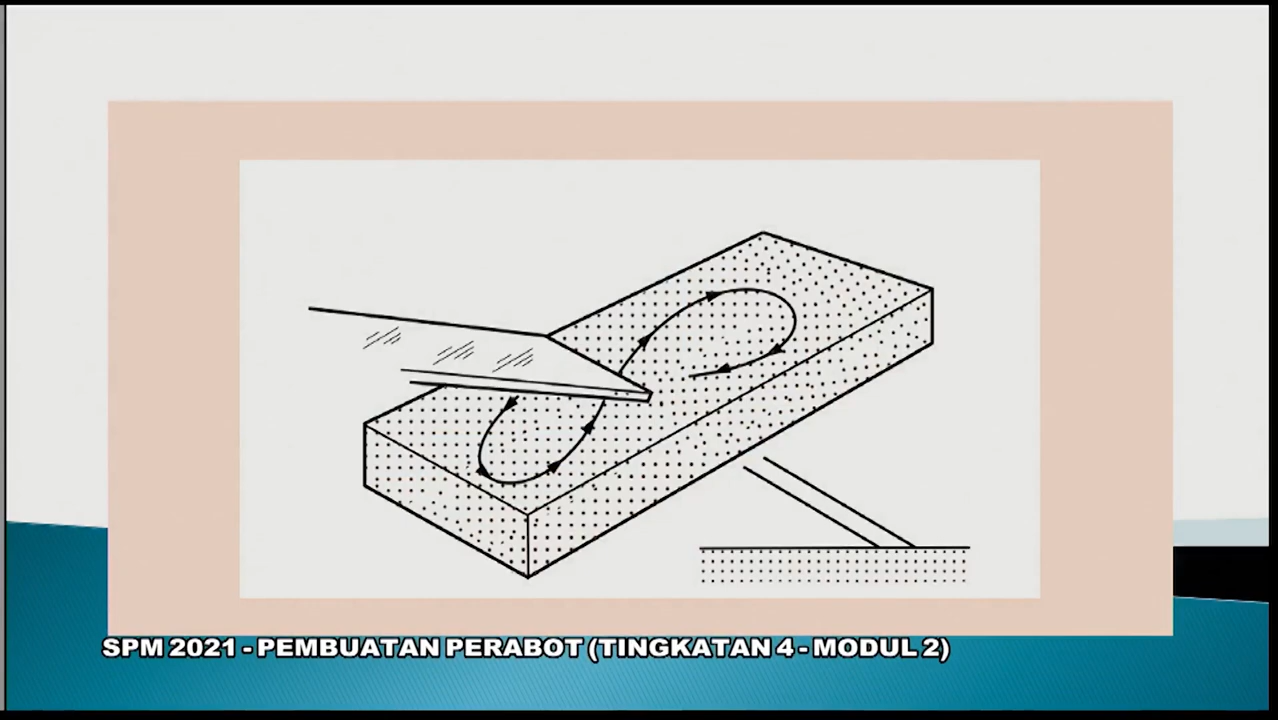 SPM 2021 - PEMBUATAN PERABOT (TINGKATAN 4 - MODUL 2)